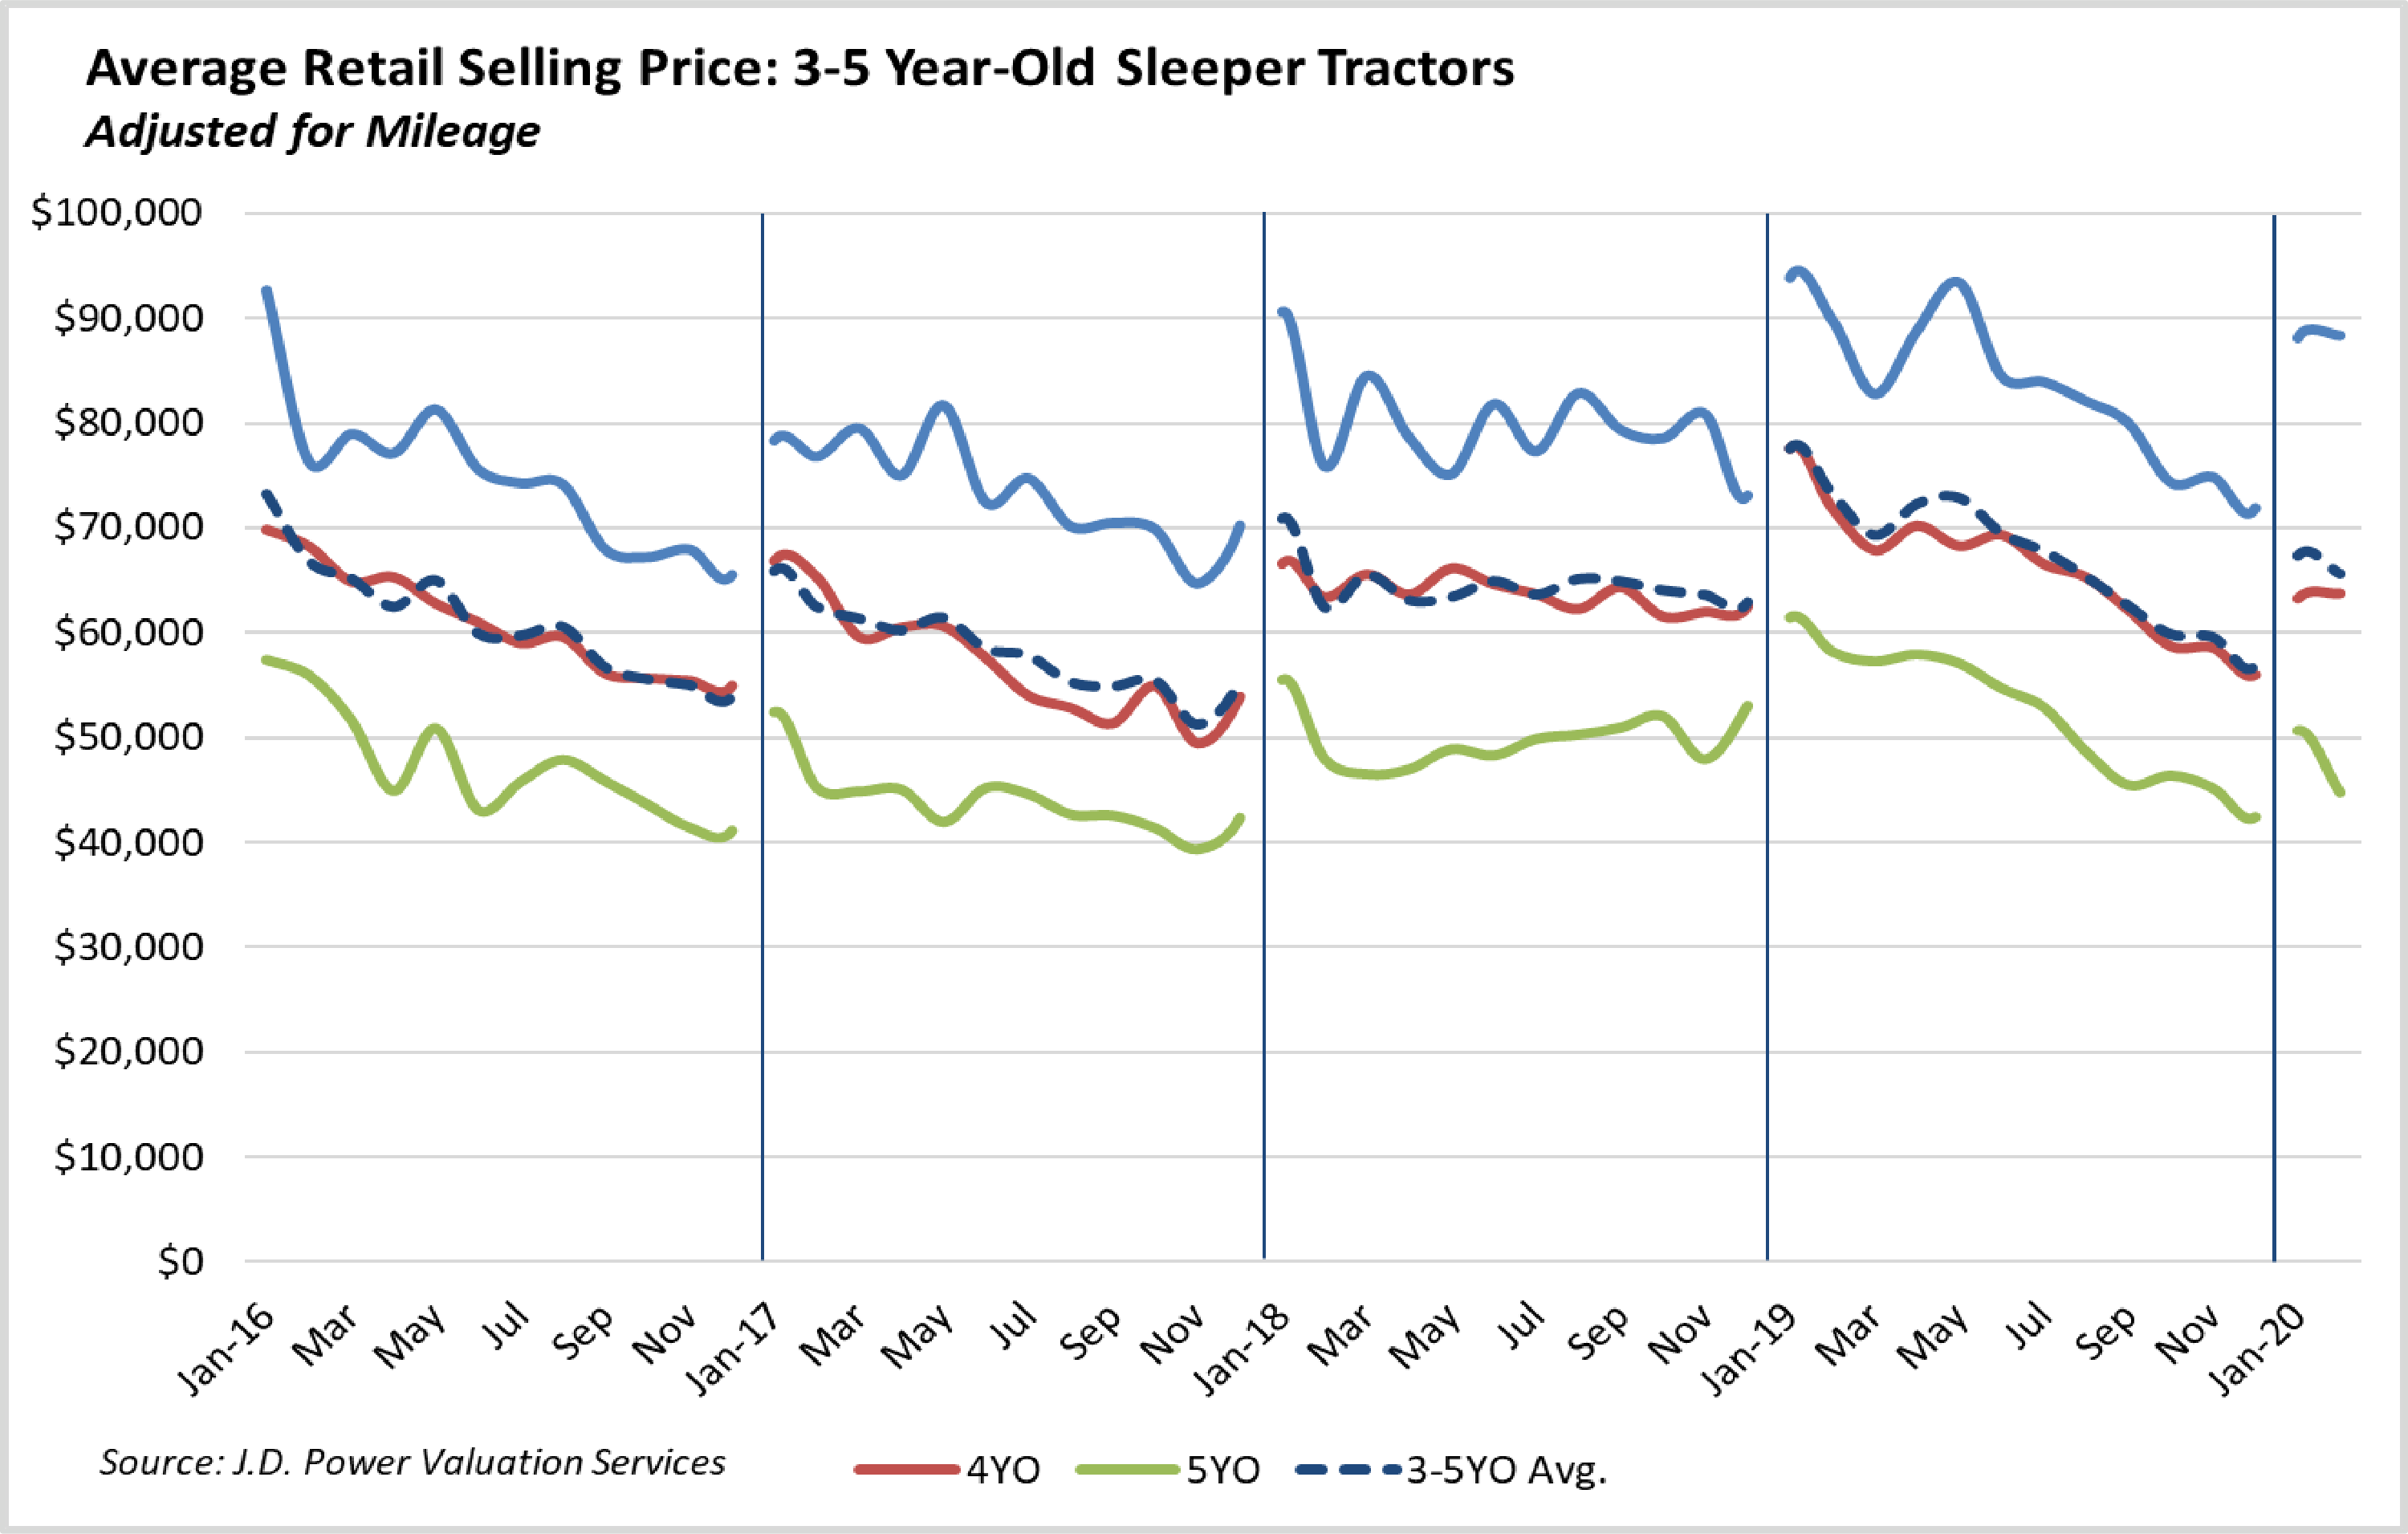 Average Retail Selling Price: 3-5 Year-Old Sleeper Tractors
Adjusted for Mileage
$100,000
$90,000
$80,000
$70,000
$60,000
$50,000
$40,000
$30,000
$20,000
$10,000
$0
Jan-16
Mar
May
Jul
Sep
Nov
Jan-17
Mar
May
Jul
Sep
Nov
Jan-18
Mar
May
Jul
Sep
Nov
Jan-19
Mar
May
Jul
Sep
Nov
Jan-20
Source: J.D. Power Valuation Services
4YO
5YO
3-5YO Avg.